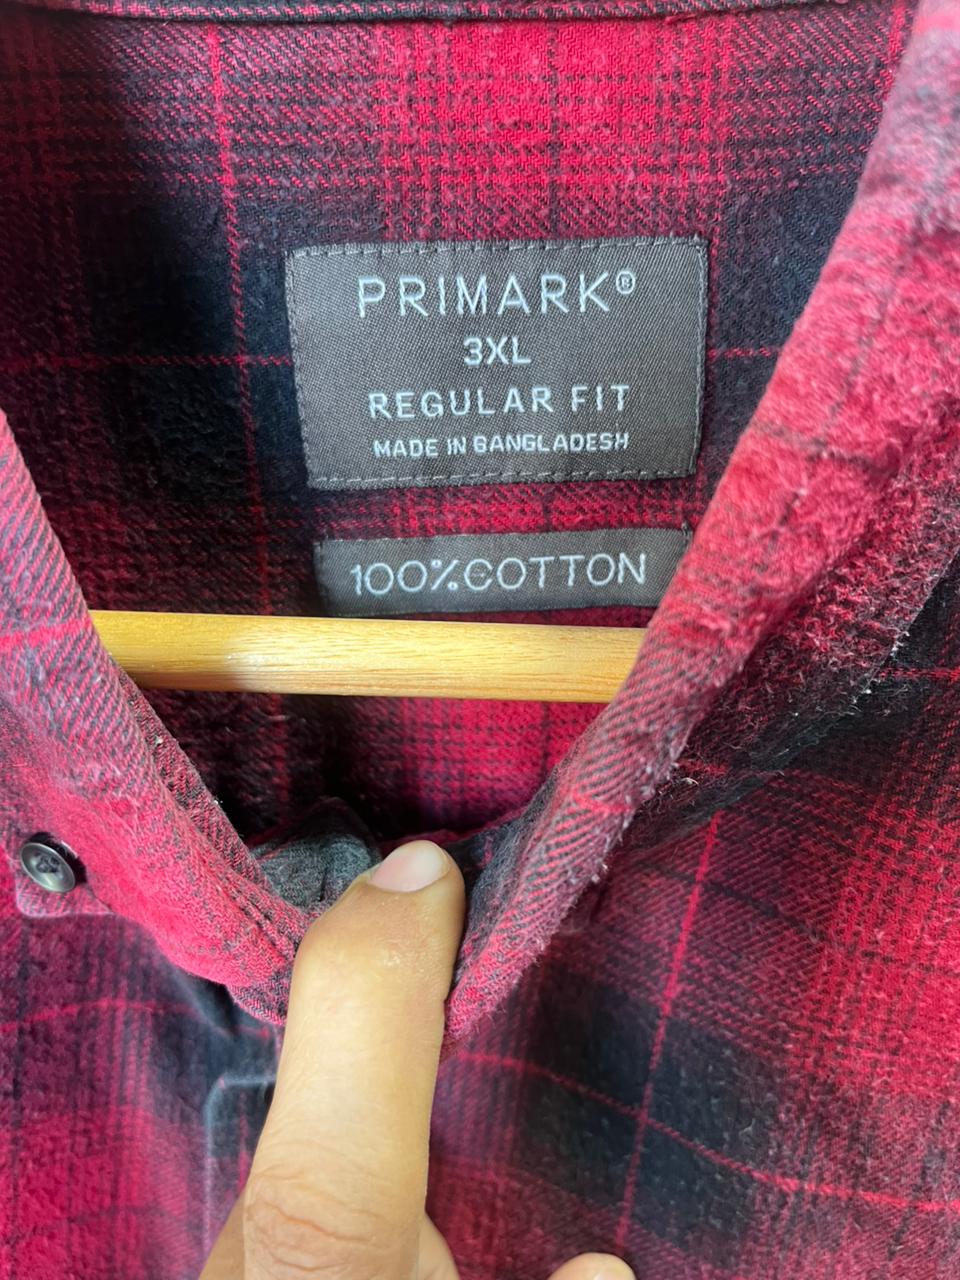 PRIMARK®
3XL
REGULAR FIT
MADE IN BANGLADESH
100%COTTON